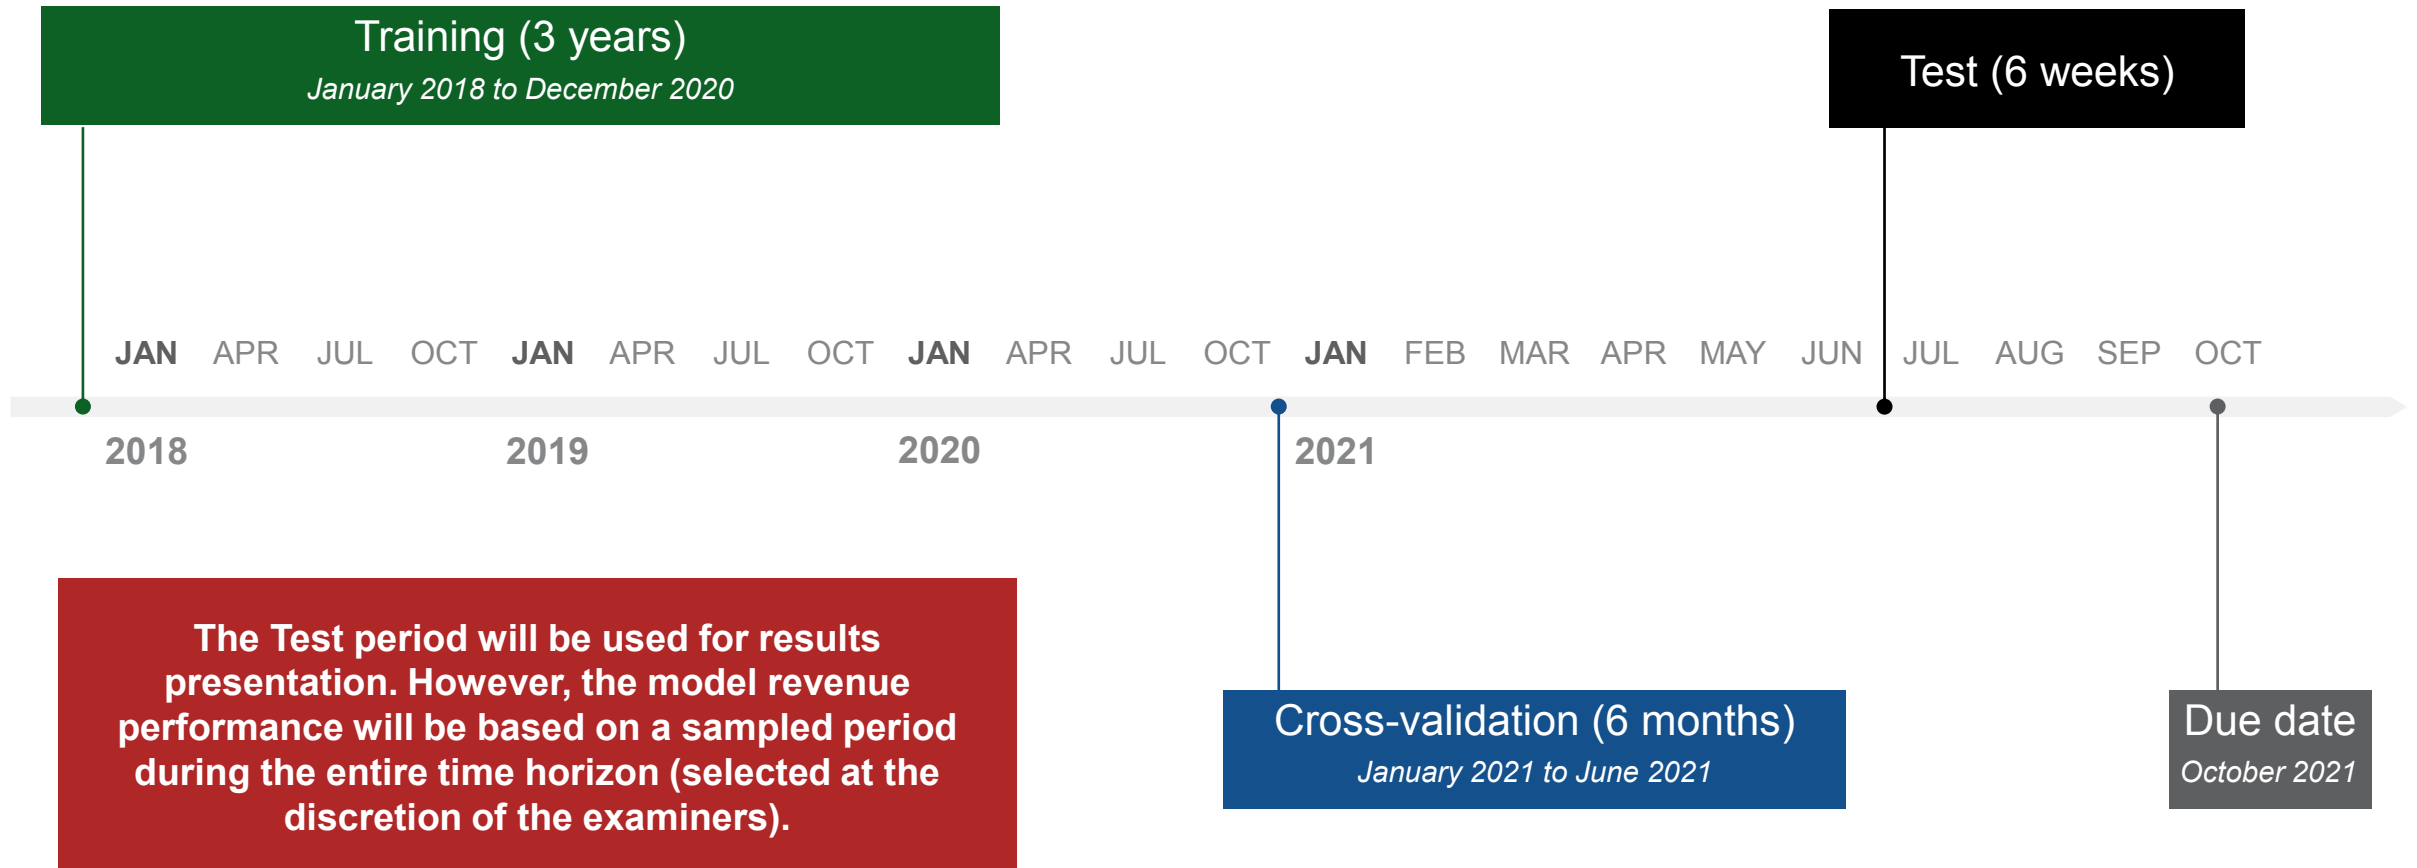 Training (3 years)
January 2018 to December 2020
Test (6 weeks)
JAN APR JUL OCT JAN APR JUL OCT JAN APR JUL OCT JAN FEB MAR APR MAY JUN JUL AUG SEP OCT
2018 2019 2020 2021
The Test period will be used for results
presentation. However, the model revenue
performance will be based on a sampled period
during the entire time horizon (selected at the
discretion of the examiners).
Cross-validation (6 months)
January 2021 to June 2021
Due date
October 2021